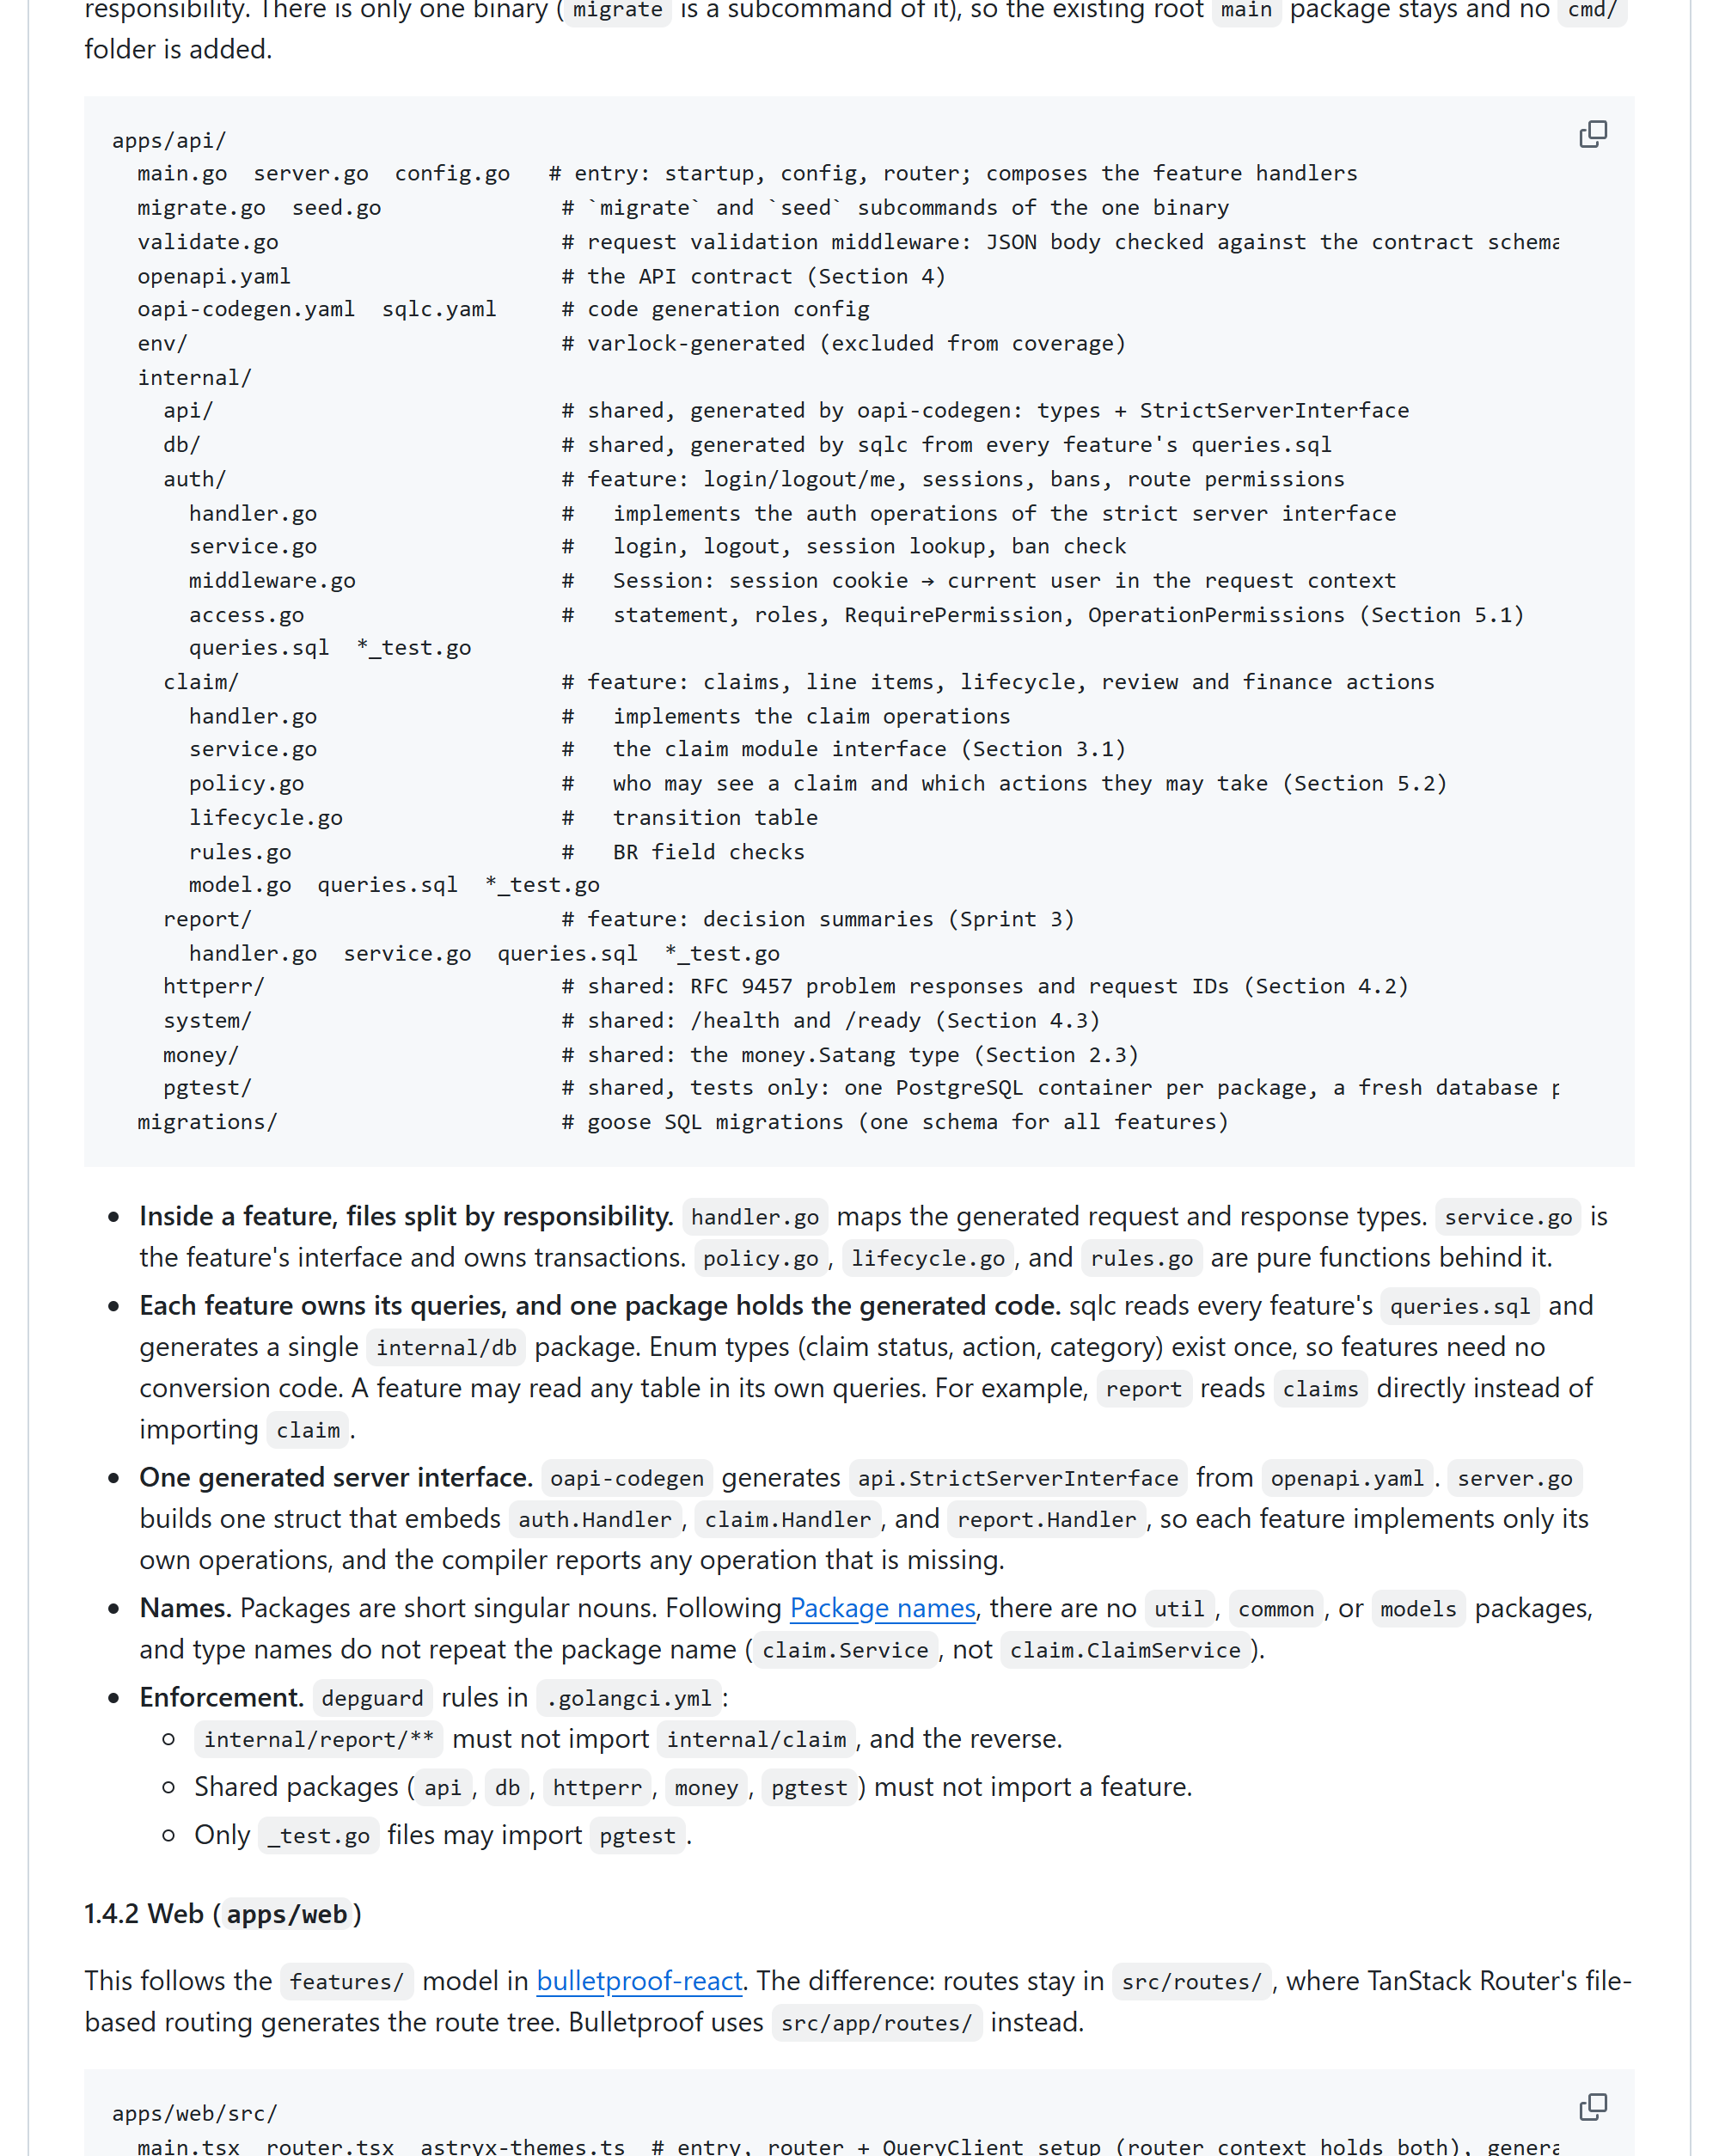 responsibility. There is only one binary ( migrate is a subcommand of it), so the existing root main package stays and no cmd/
folder is added.
apps/api/
  main.go  server.go  config.go   # entry: startup, config, router; composes the feature handlers
  migrate.go  seed.go              # `migrate` and `seed` subcommands of the one binary
  validate.go                      # request validation middleware: JSON body checked against the contract schema
  openapi.yaml                     # the API contract (Section 4)
  oapi-codegen.yaml  sqlc.yaml     # code generation config
  env/                             # varlock-generated (excluded from coverage)
  internal/
    api/                           # shared, generated by oapi-codegen: types + StrictServerInterface
    db/                            # shared, generated by sqlc from every feature's queries.sql
    auth/                          # feature: login/logout/me, sessions, bans, route permissions
      handler.go                   #   implements the auth operations of the strict server interface
      service.go                   #   login, logout, session lookup, ban check
      middleware.go                #   Session: session cookie → current user in the request context
      access.go                    #   statement, roles, RequirePermission, OperationPermissions (Section 5.1)
      queries.sql  *_test.go
    claim/                         # feature: claims, line items, lifecycle, review and finance actions
      handler.go                   #   implements the claim operations
      service.go                   #   the claim module interface (Section 3.1)
      policy.go                    #   who may see a claim and which actions they may take (Section 5.2)
      lifecycle.go                 #   transition table
      rules.go                     #   BR field checks
      model.go  queries.sql  *_test.go
    report/                        # feature: decision summaries (Sprint 3)
      handler.go  service.go  queries.sql  *_test.go
    httperr/                       # shared: RFC 9457 problem responses and request IDs (Section 4.2)
    system/                        # shared: /health and /ready (Section 4.3)
    money/                         # shared: the money.Satang type (Section 2.3)
    pgtest/                        # shared, tests only: one PostgreSQL container per package, a fresh database p
  migrations/                      # goose SQL migrations (one schema for all features)
• Inside a feature, files split by responsibility. handler.go maps the generated request and response types. service.go is
the feature's interface and owns transactions. policy.go , lifecycle.go , and rules.go are pure functions behind it.
• Each feature owns its queries, and one package holds the generated code. sqlc reads every feature's queries.sql and
generates a single internal/db package. Enum types (claim status, action, category) exist once, so features need no
conversion code. A feature may read any table in its own queries. For example, report reads claims directly instead of
importing claim .
• One generated server interface. oapi-codegen generates api.StrictServerInterface from openapi.yaml . server.go
builds one struct that embeds auth.Handler , claim.Handler , and report.Handler , so each feature implements only its
own operations, and the compiler reports any operation that is missing.
• Names. Packages are short singular nouns. Following Package names, there are no util , common , or models packages,
and type names do not repeat the package name ( claim.Service , not claim.ClaimService ).
• Enforcement. depguard rules in .golangci.yml :
◦ internal/report/** must not import internal/claim , and the reverse.
◦ Shared packages ( api , db , httperr , money , pgtest ) must not import a feature.
◦ Only _test.go files may import pgtest .
1.4.2 Web ( apps/web )
This follows the features/ model in bulletproof-react. The difference: routes stay in src/routes/ , where TanStack Router's file-
based routing generates the route tree. Bulletproof uses src/app/routes/ instead.
apps/web/src/
  main.tsx  router.tsx  astryx-themes.ts  # entry, router + QueryClient setup (router context holds both), genera